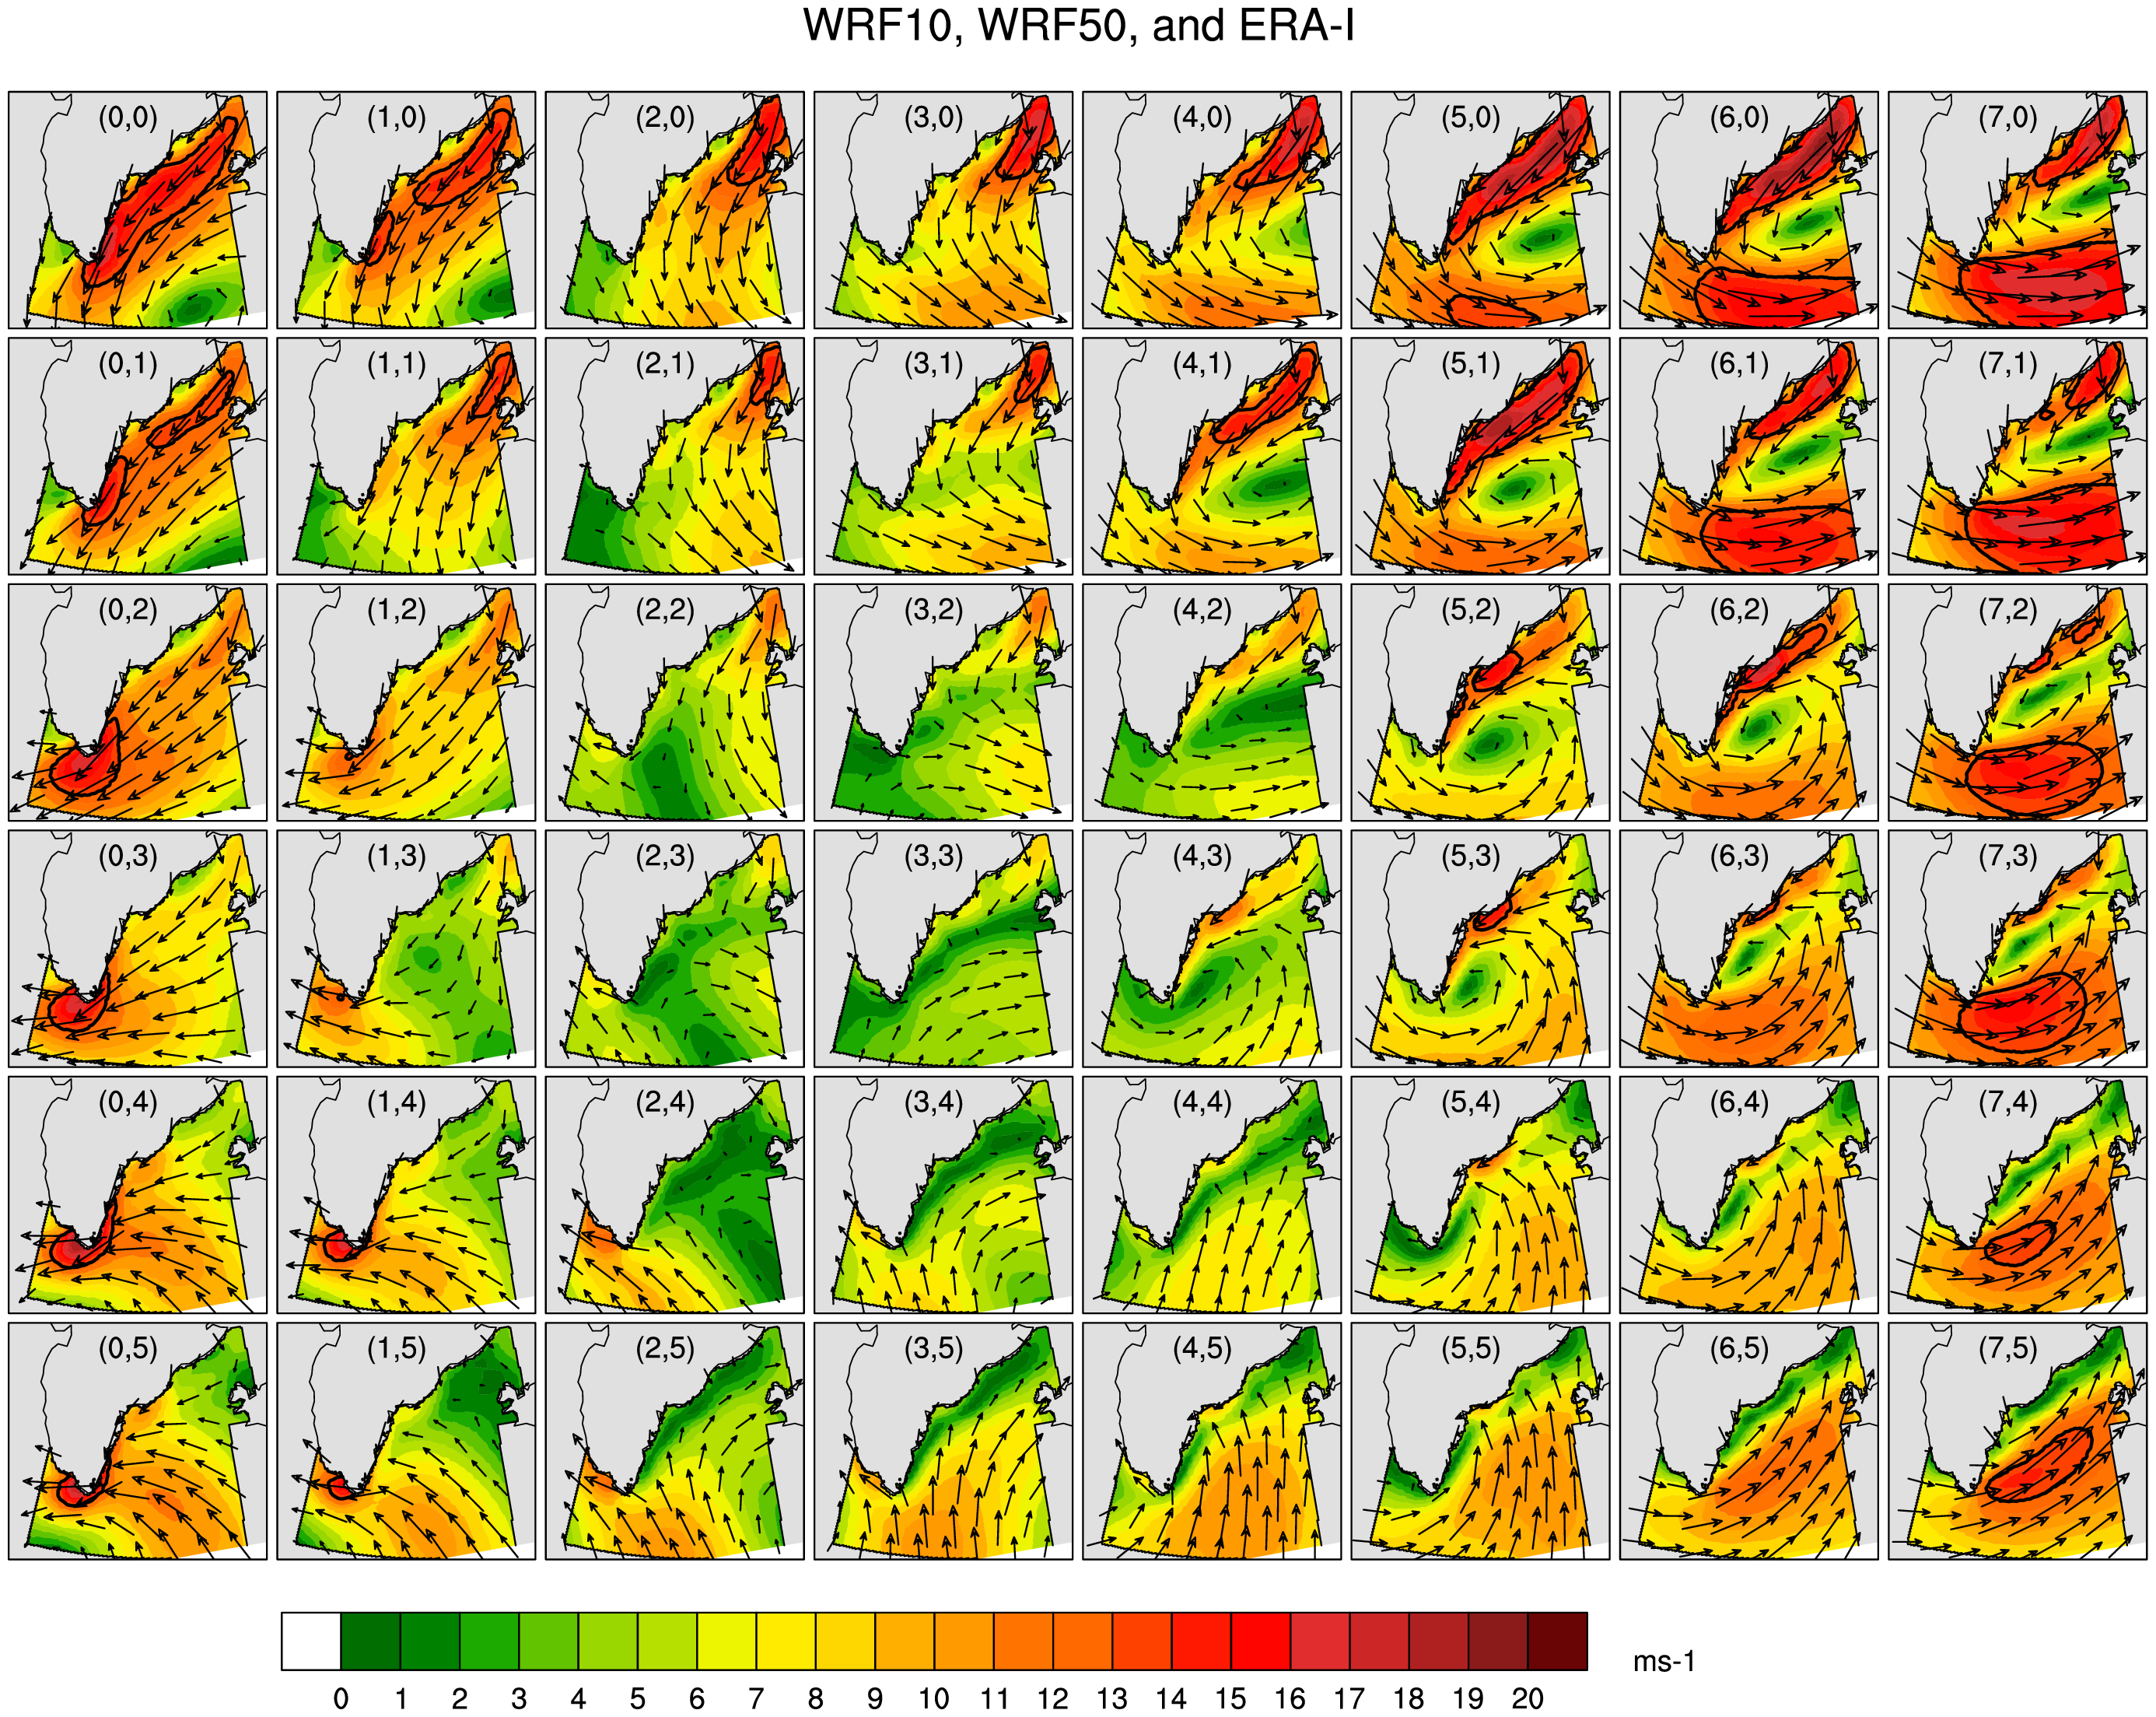 WRF10, WRF50, and ERA-I
(0,0) (1,0) (2,0) (3,0) (4,0) (5,0) (6,0) (7,0)
(0,1) (1,1) (2,1) (3,1) (4,1) (5,1) (6,1) (7,1)
(0,2) (1,2) (2,2) (3,2) (4,2) (5,2) (6,2) (7,2)
(0,3) (1,3) (2,3) (3,3) (4,3) (5,3) (6,3) (7,3)
(0,4) (1,4) (2,4) (3,4) (4,4) (5,4) (6,4) (7,4)
(0,5) (1,5) (2,5) (3,5) (4,5) (5,5) (6,5) (7,5)
ms-1
0 1 2 3 4 5 6 7 8 9 10 11 12 13 14 15 16 17 18 19 20